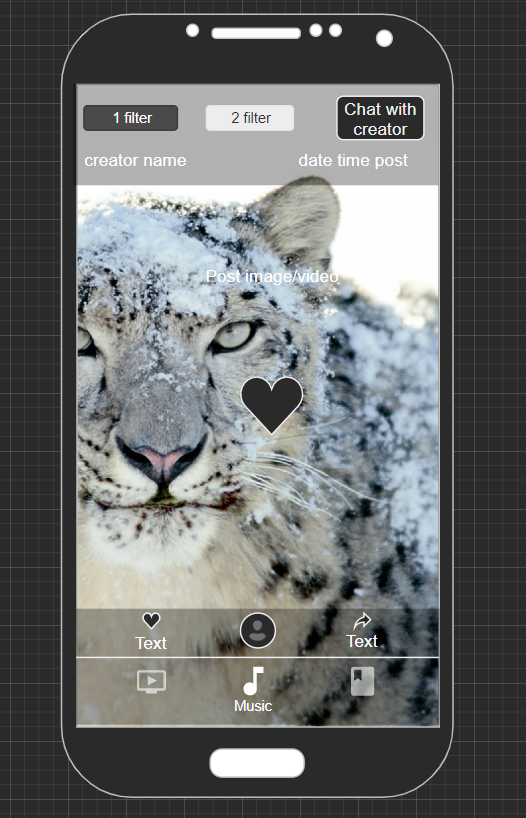 1 filter
2 filter
Chat with
creator
creator name
date time post
Post image/video
Text
Text
Music